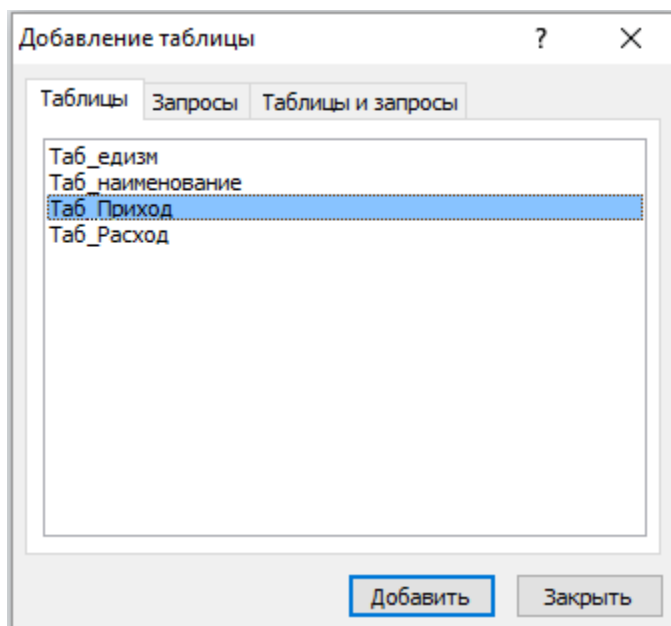 Добавление таблицы ?
Таблицы Запросы Таблицы и запросы
Таб_едизм
Таб_наименование
Таб_Приход
Таб_Расход
Добавить Закрыть